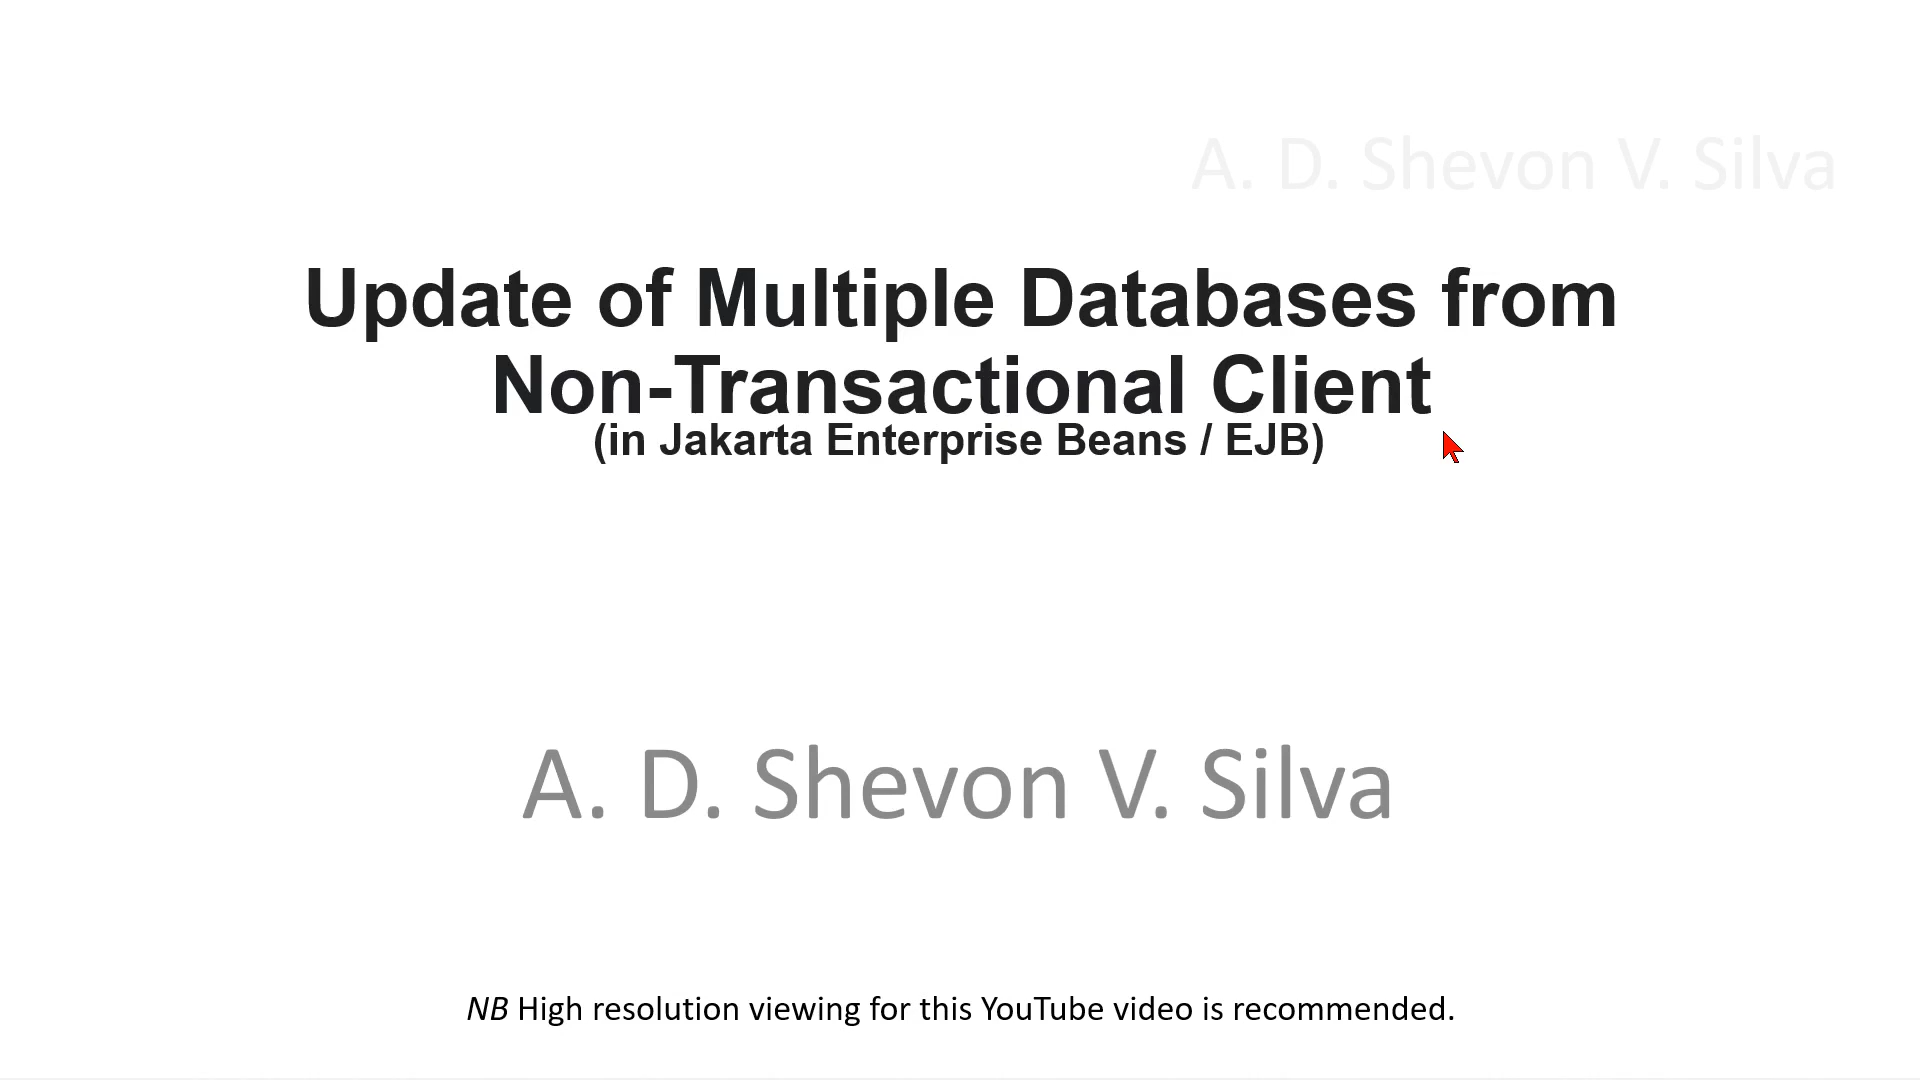 A. D. Shevon V. Silva
Update of Multiple Databases from
Non-Transactional Client
(in Jakarta Enterprise Beans / EJB)
A. D. Shevon V. Silva
NB High resolution viewing for this YouTube video is recommended.